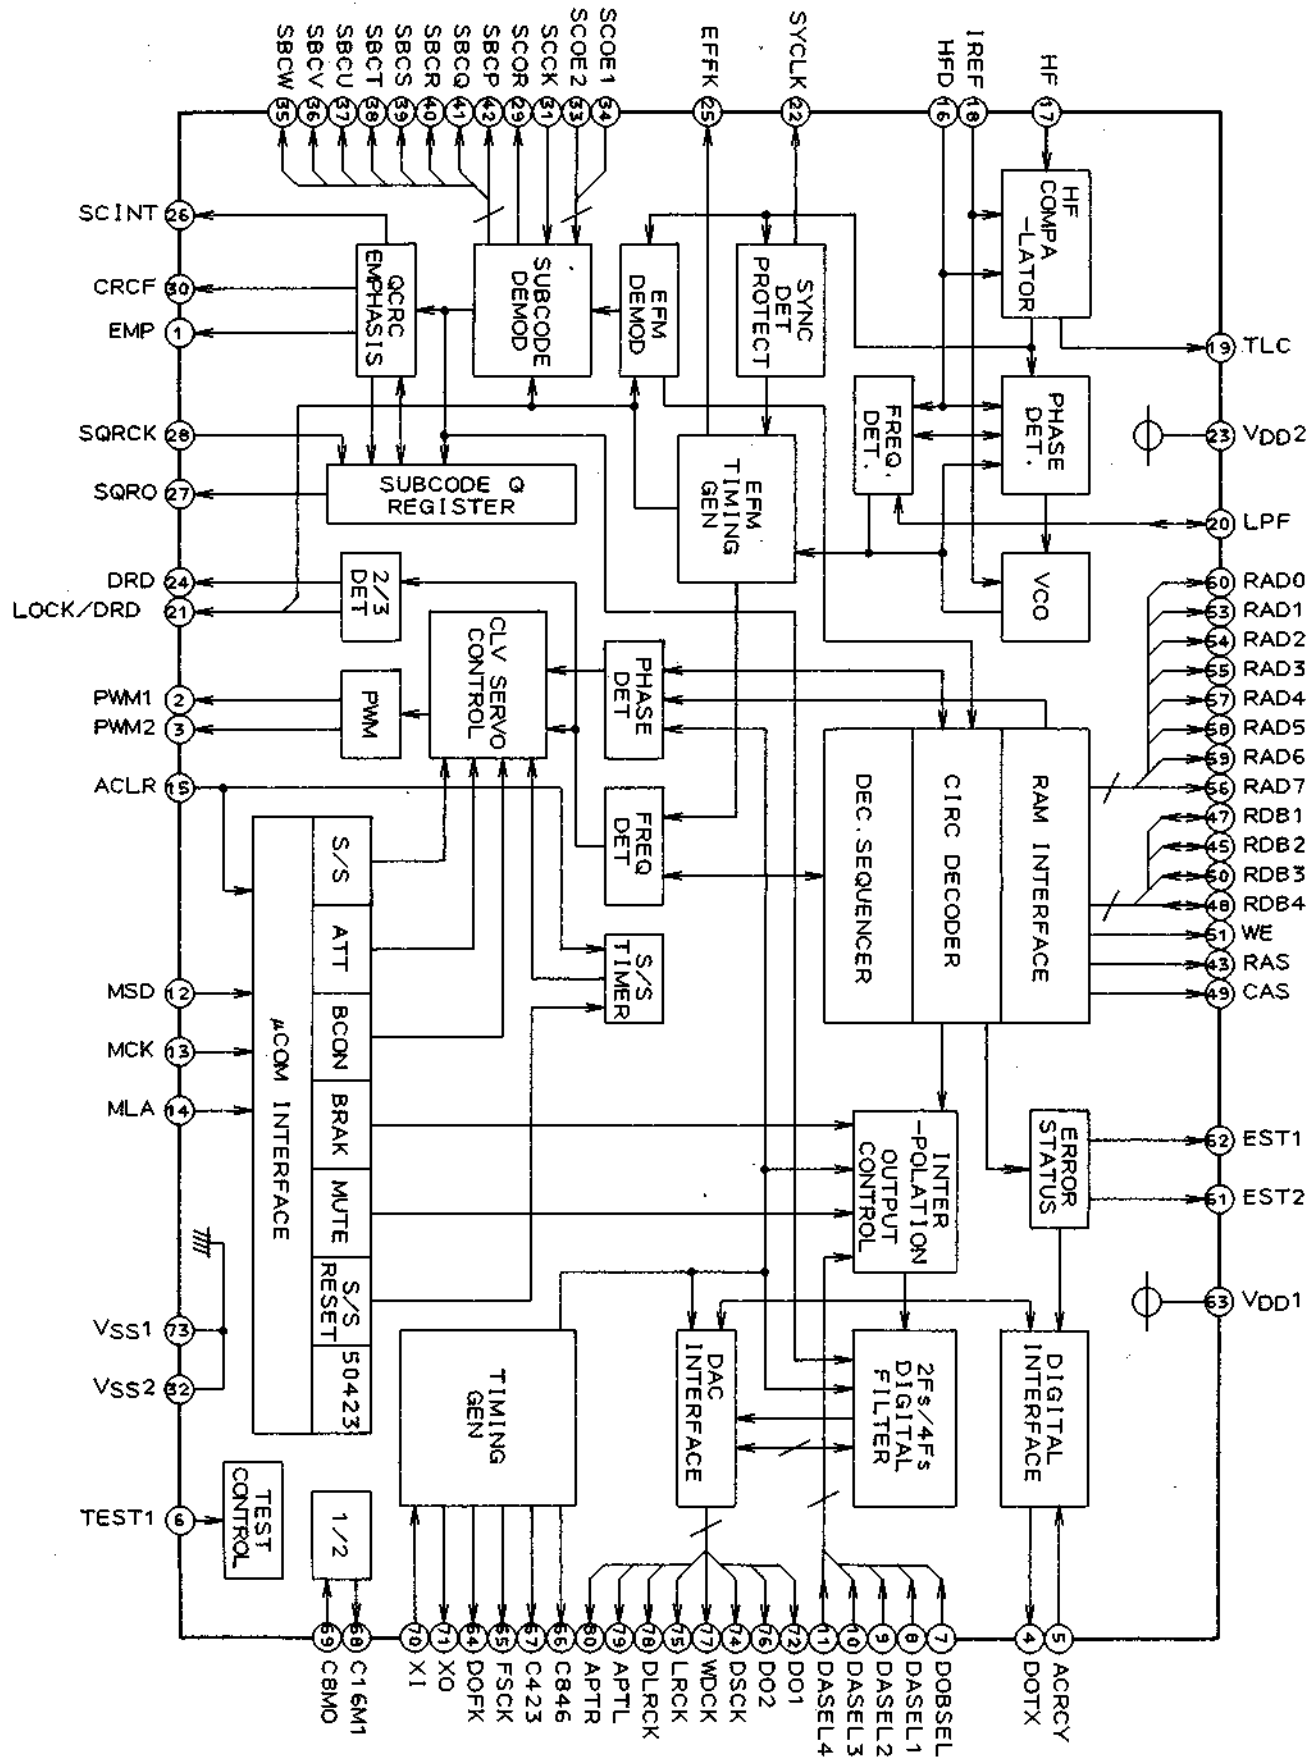 SBCW
SBCV
SBCU
SBCT
SBCS
SBCR
SBCQ
SBCP
SCOR
SCCK
SCOE2
SCOE1
EFFK
SYCLK
HFD
IREF
HF
35
36
37
38
39
40
41
42
29
31
33
34
25
22
16
18
17
SCINT 26
CRCF 30
EMP 1
SQRCK 28
SQRO 27
DRD 24
LOCK/DRD 21
PWM1 2
PWM2 3
ACLR 15
MSD 12
MCK 13
MLA 14
VSS1 73
VSS2 32
TEST1 6
QCRC
EMPHASIS
SUBCODE
DEMOD
EFM
DEMOD
SYNC
DET
PROTECT
HF
COMPA
-LATOR
FREQ.
DET.
PHASE
DET.
VCO
SUBCODE Q
REGISTER
EFM
TIMING
GEN
2/3
DET
PWM
CLV SERVO
CONTROL
PHASE
DET
FREQ
DET
S/S
TIMER
DEC.SEQUENCER
CIRC DECODER
RAM INTERFACE
µCOM INTERFACE
S/S
ATT
BCON
BRAK
MUTE
S/S
RESET
50423
INTER
-POLATION
OUTPUT
CONTROL
ERROR
STATUS
TIMING
GEN
DAC
INTERFACE
2Fs/4Fs
DIGITAL
FILTER
DIGITAL
INTERFACE
TEST
CONTROL
1/2
19 TLC
23 VDD2
20 LPF
60 RAD0
53 RAD1
54 RAD2
55 RAD3
57 RAD4
58 RAD5
59 RAD6
56 RAD7
47 RDB1
45 RDB2
50 RDB3
48 RDB4
51 WE
43 RAS
49 CAS
62 EST1
61 EST2
63 VDD1
69
68
70
71
64
65
67
66
80
79
78
75
77
74
76
72
11
10
9
8
7
4
5
C8M0
C16M1
XI
XO
DOFK
FSCK
C423
C846
APTR
APTL
DLRCK
LRCK
WDCK
DSCK
DO2
DO1
DASEL4
DASEL3
DASEL2
DASEL1
DOBSEL
DOTX
ACRCY